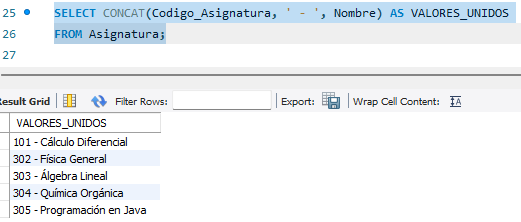 25 SELECT CONCAT(Codigo_Asignatura, ' - ', Nombre) AS VALORES_UNIDOS
26 FROM Asignatura;
27
Result Grid Filter Rows: Export: Wrap Cell Content:
VALORES_UNIDOS
101 - Cálculo Diferencial
302 - Física General
303 - Álgebra Lineal
304 - Química Orgánica
305 - Programación en Java